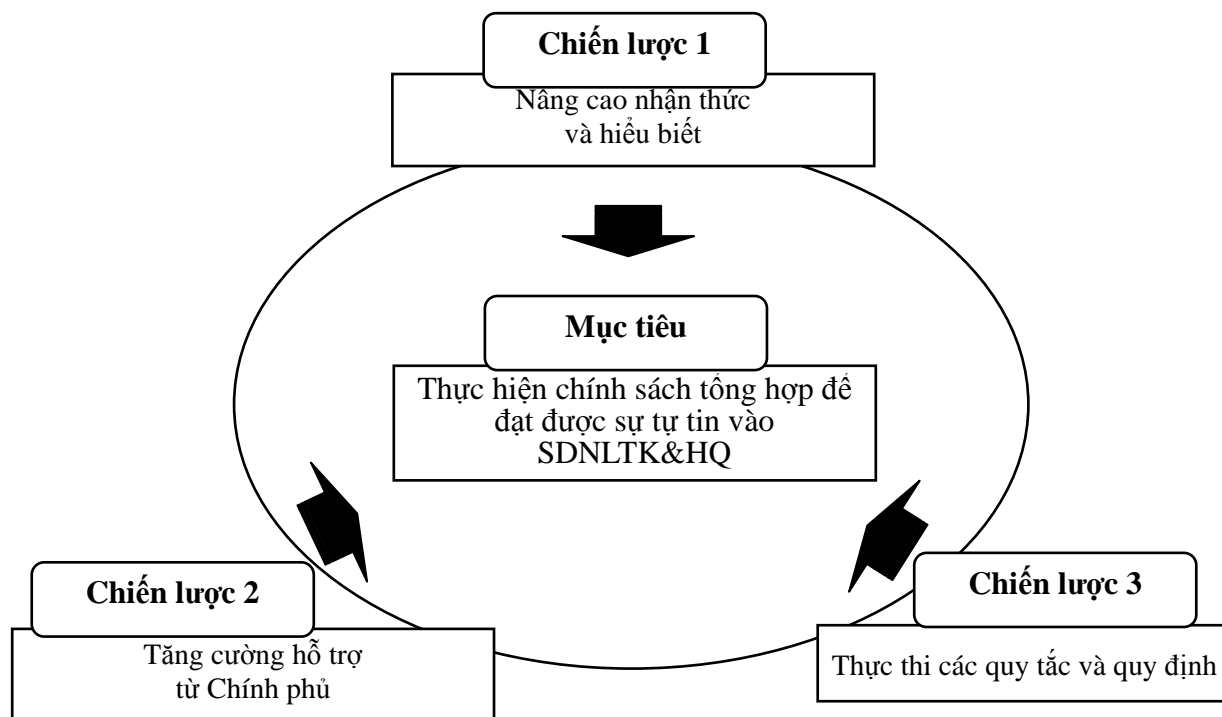 Chiến lược 1
Nâng cao nhận thức
và hiểu biết
Mục tiêu
Thực hiện chính sách tổng hợp để
đạt được sự tự tin vào
SDNLTK&HQ
Chiến lược 2
Tăng cường hỗ trợ
từ Chính phủ
Chiến lược 3
Thực thi các quy tắc và quy định